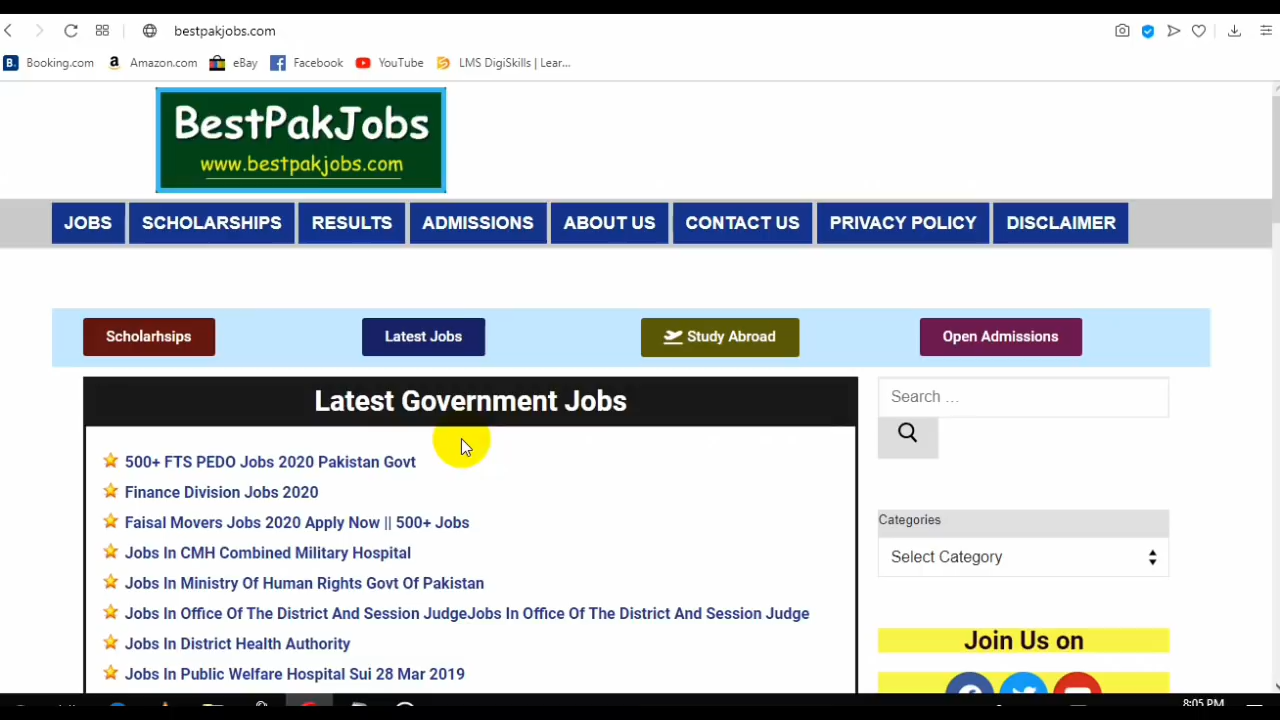 bestpakjobs.com
Booking.com Amazon.com eBay Facebook YouTube LMS DigiSkills | Lear...
BestPakJobs
www.bestpakjobs.com
JOBS SCHOLARSHIPS RESULTS ADMISSIONS ABOUT US CONTACT US PRIVACY POLICY DISCLAIMER
Scholarhsips Latest Jobs Study Abroad Open Admissions
Latest Government Jobs
Search ...
500+ FTS PEDO Jobs 2020 Pakistan Govt
Finance Division Jobs 2020
Faisal Movers Jobs 2020 Apply Now || 500+ Jobs
Jobs In CMH Combined Military Hospital
Jobs In Ministry Of Human Rights Govt Of Pakistan
Jobs In Office Of The District And Session JudgeJobs In Office Of The District And Session Judge
Jobs In District Health Authority
Jobs In Public Welfare Hospital Sui 28 Mar 2019
Categories
Select Category
Join Us on
8:05 PM